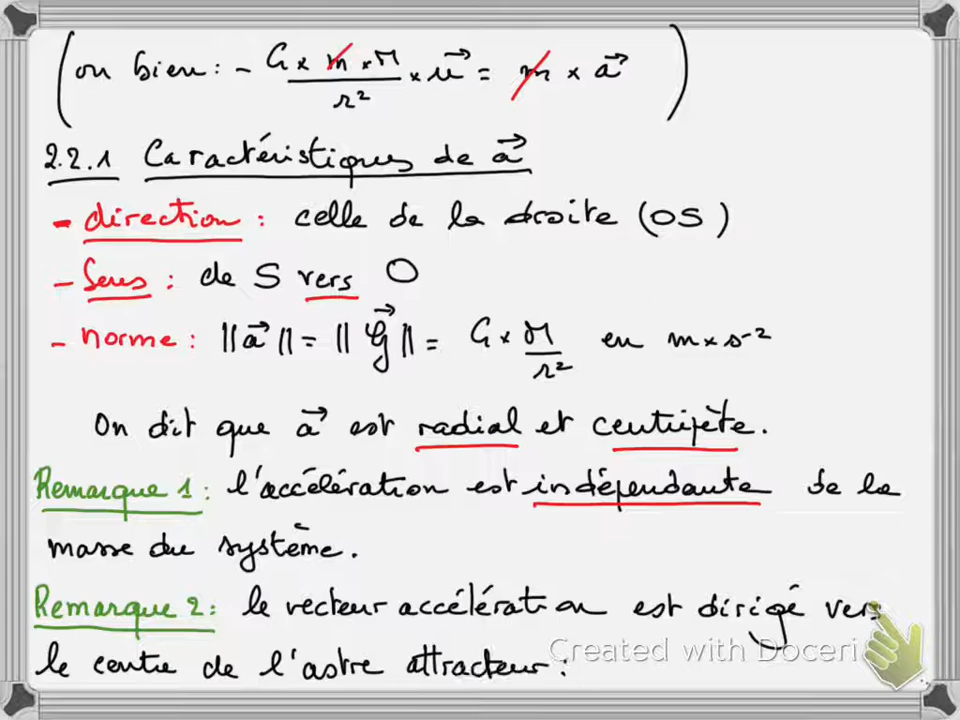 (ou bien : - G × m × M / r² × u⃗ = m × a⃗ )
2.2.1 Caractéristiques de a⃗
- direction : celle de la droite (OS)
- Sens : de S vers O
- norme : ||a⃗|| = ||𝒢⃗|| = G × M / r² en m × s⁻²
On dit que a⃗ est radial et centripète.
Remarque 1 : l'accélération est indépendante de la
masse du système.
Remarque 2 : le vecteur accélération est dirigé vers
le centre de l'astre attracteur :
Created with Doceri